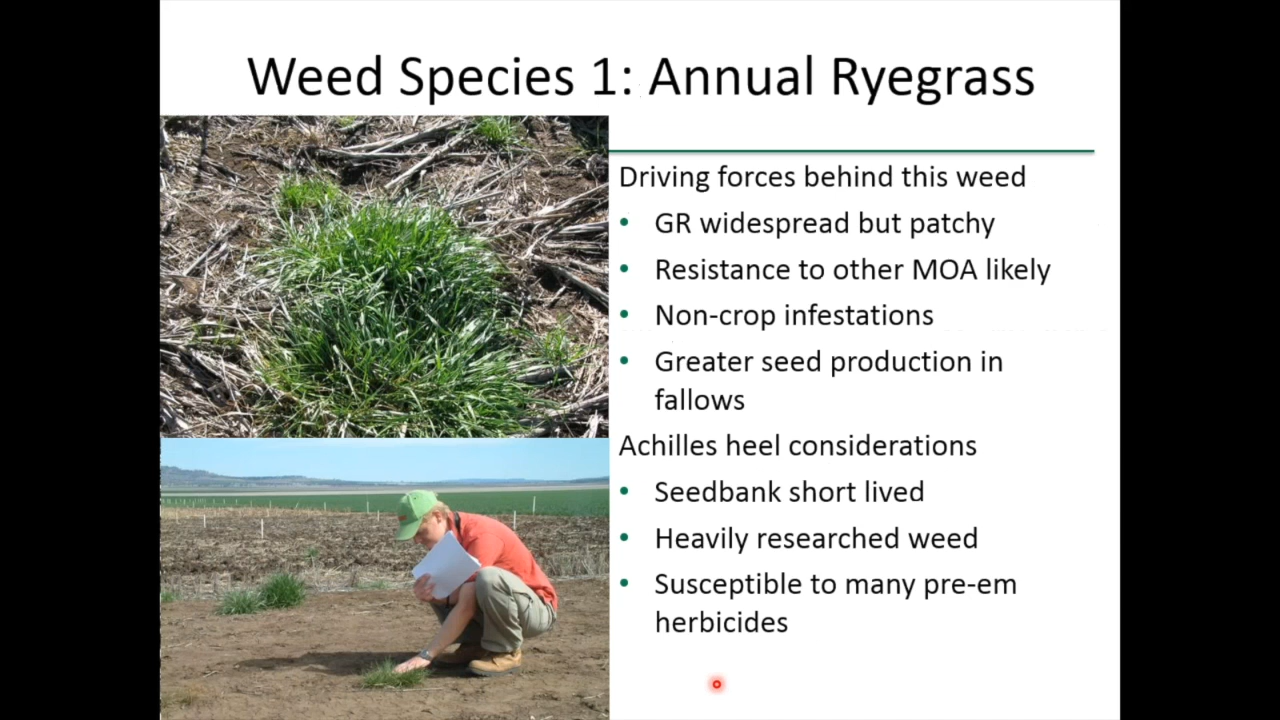 Weed Species 1: Annual Ryegrass
Driving forces behind this weed
• GR widespread but patchy
• Resistance to other MOA likely
• Non-crop infestations
• Greater seed production in
fallows
Achilles heel considerations
• Seedbank short lived
• Heavily researched weed
• Susceptible to many pre-em
herbicides